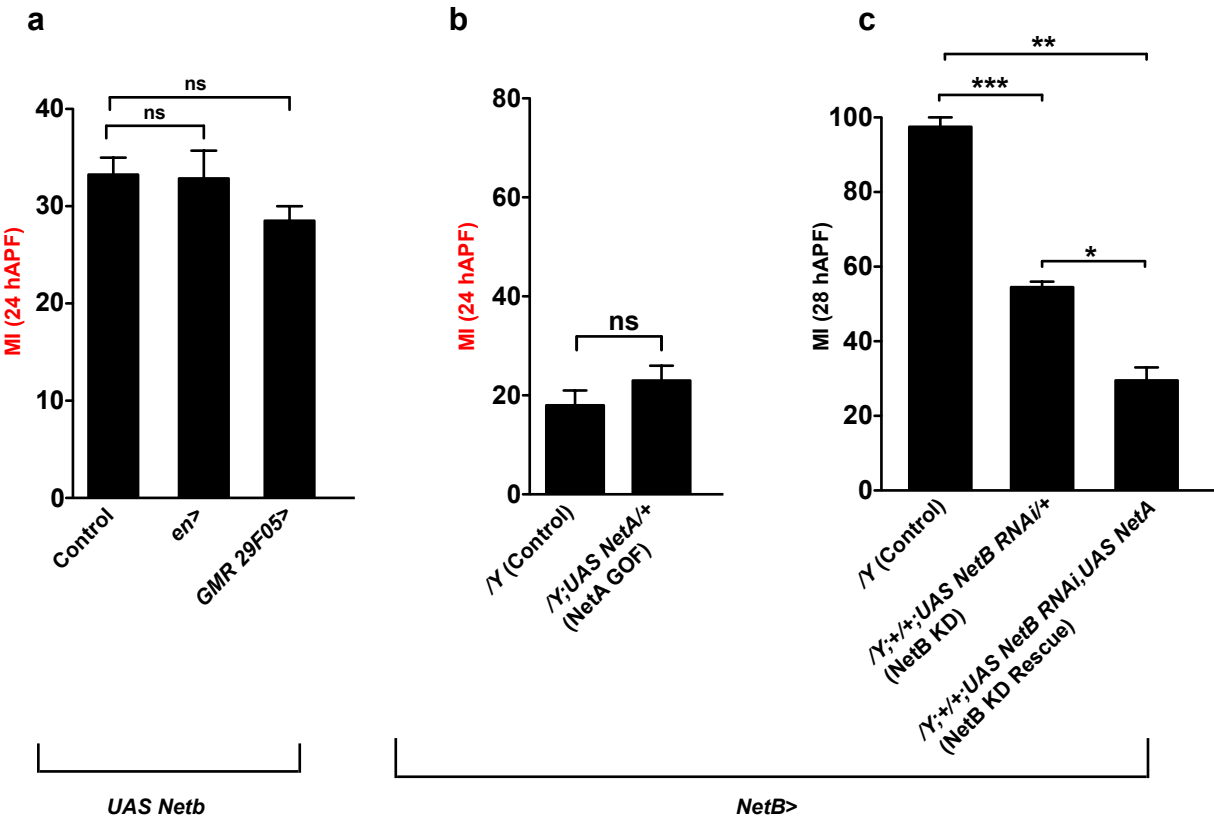 a
ns
ns
40
30
20
10
0
MI (24 hAPF)
Control
en>
GMR 29F05>
UAS Netb
b
80
60
40
20
0
MI (24 hAPF)
ns
/Y (Control)
/Y;UAS NetA/+
(NetA GOF)
c
**
***
*
100
80
60
40
20
0
MI (28 hAPF)
/Y (Control)
/Y;+/+;UAS NetB RNAi/+
(NetB KD)
/Y;+/+;UAS NetB RNAi,UAS NetA
(NetB KD Rescue)
NetB>